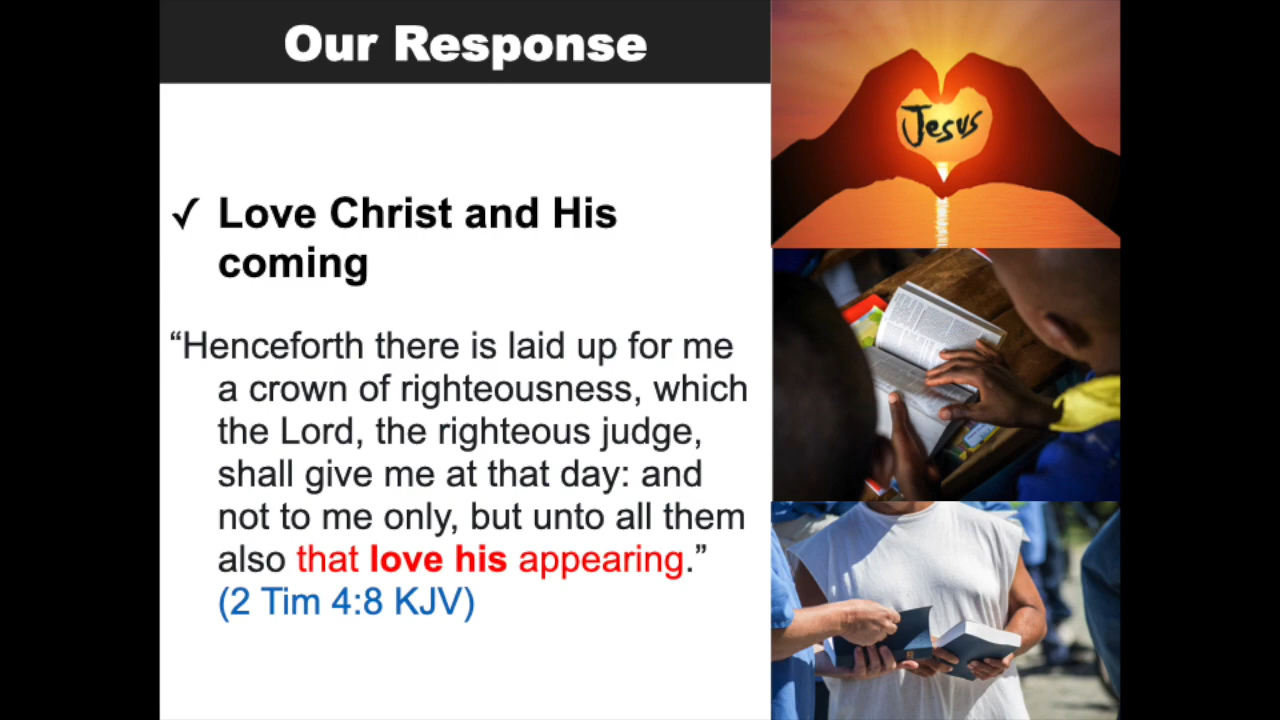 Our Response
✓ Love Christ and His
coming
“Henceforth there is laid up for me
a crown of righteousness, which
the Lord, the righteous judge,
shall give me at that day: and
not to me only, but unto all them
also that love his appearing.”
(2 Tim 4:8 KJV)
Jesus